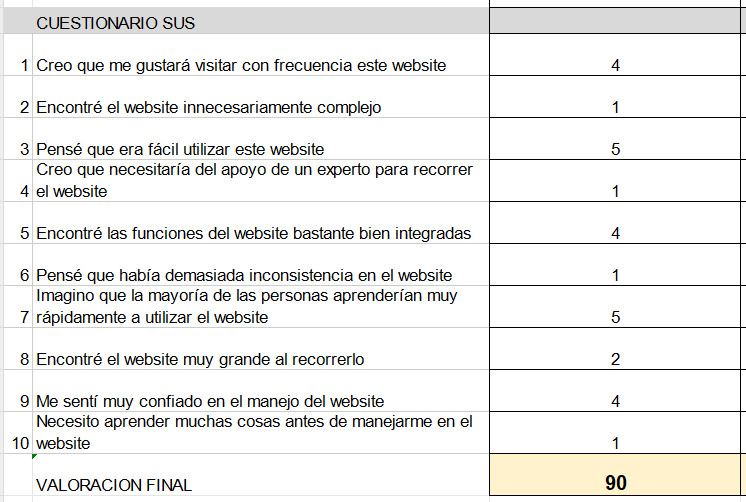 CUESTIONARIO SUS
1 Creo que me gustará visitar con frecuencia este website 4
2 Encontré el website innecesariamente complejo 1
3 Pensé que era fácil utilizar este website 5
Creo que necesitaría del apoyo de un experto para recorrer
4 el website 1
5 Encontré las funciones del website bastante bien integradas 4
6 Pensé que había demasiada inconsistencia en el website 1
Imagino que la mayoría de las personas aprenderían muy
7 rápidamente a utilizar el website 5
8 Encontré el website muy grande al recorrerlo 2
9 Me sentí muy confiado en el manejo del website 4
Necesito aprender muchas cosas antes de manejarme en el
10 website 1
VALORACION FINAL 90